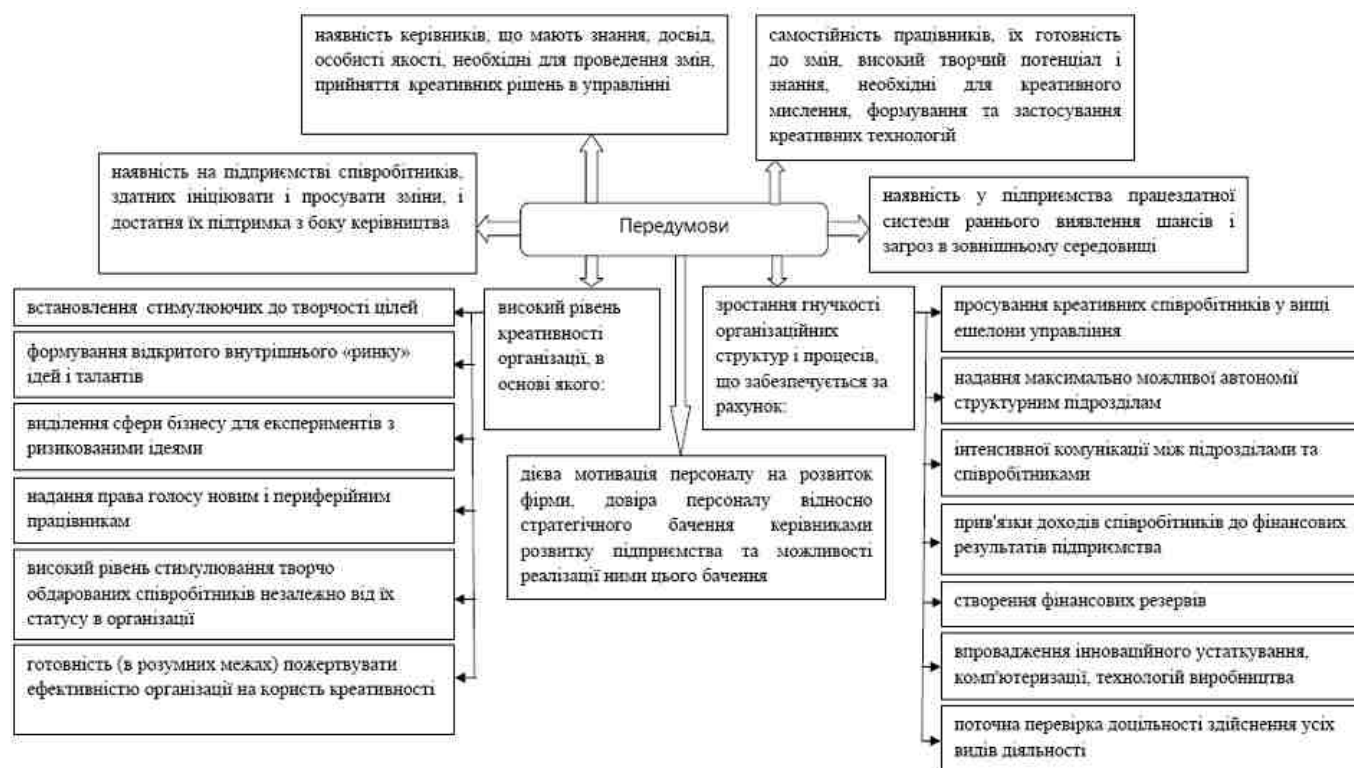 наявність керівників, що мають знання, досвід,
особисті якості, необхідні для проведення змін,
прийняття креативних рішень в управлінні
самостійність працівників, їх готовність
до змін, високий творчий потенціал і
знання, необхідні для креативного
мислення, формування та застосування
креативних технологій
наявність на підприємстві співробітників,
здатних ініціювати і просувати зміни, і
достатня їх підтримка з боку керівництва
Передумови
наявність у підприємства працездатної
системи раннього виявлення шансів і
загроз в зовнішньому середовищі
високий рівень
креативності
організації, в
основі якого:
встановлення стимулюючих до творчості цілей
формування відкритого внутрішнього «ринку»
ідей і талантів
виділення сфери бізнесу для експериментів з
ризикованими ідеями
надання права голосу новим і периферійним
працівникам
високий рівень стимулювання творчо
обдарованих співробітників незалежно від їх
статусу в організації
готовність (в розумних межах) пожертвувати
ефективністю організації на користь креативності
дієва мотивація персоналу на розвиток
фірми, довіра персоналу відносно
стратегічного бачення керівниками
розвитку підприємства та можливості
реалізації ними цього бачення
зростання гнучкості
організаційних
структур і процесів,
що забезпечується за
рахунок:
просування креативних співробітників у вищі
ешелони управління
надання максимально можливої автономії
структурним підрозділам
інтенсивної комунікації між підрозділами та
співробітниками
прив'язки доходів співробітників до фінансових
результатів підприємства
створення фінансових резервів
впровадження інноваційного устаткування,
комп'ютеризації, технологій виробництва
поточна перевірка доцільності здійснення усіх
видів діяльності